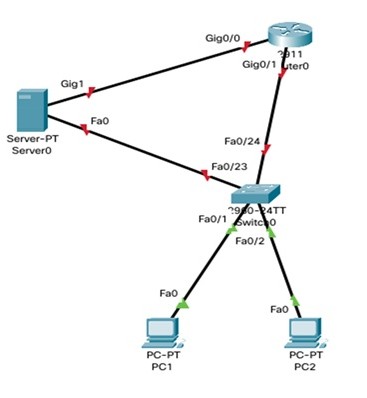 Gig0/0
2911
Gig0/1
uter0
Gig1
Fa0
Server-PT
Server0
Fa0/24
Fa0/23
2960-24TT
Fa0/1
Switch0
Fa0/2
Fa0
Fa0
PC-PT
PC1
PC-PT
PC2